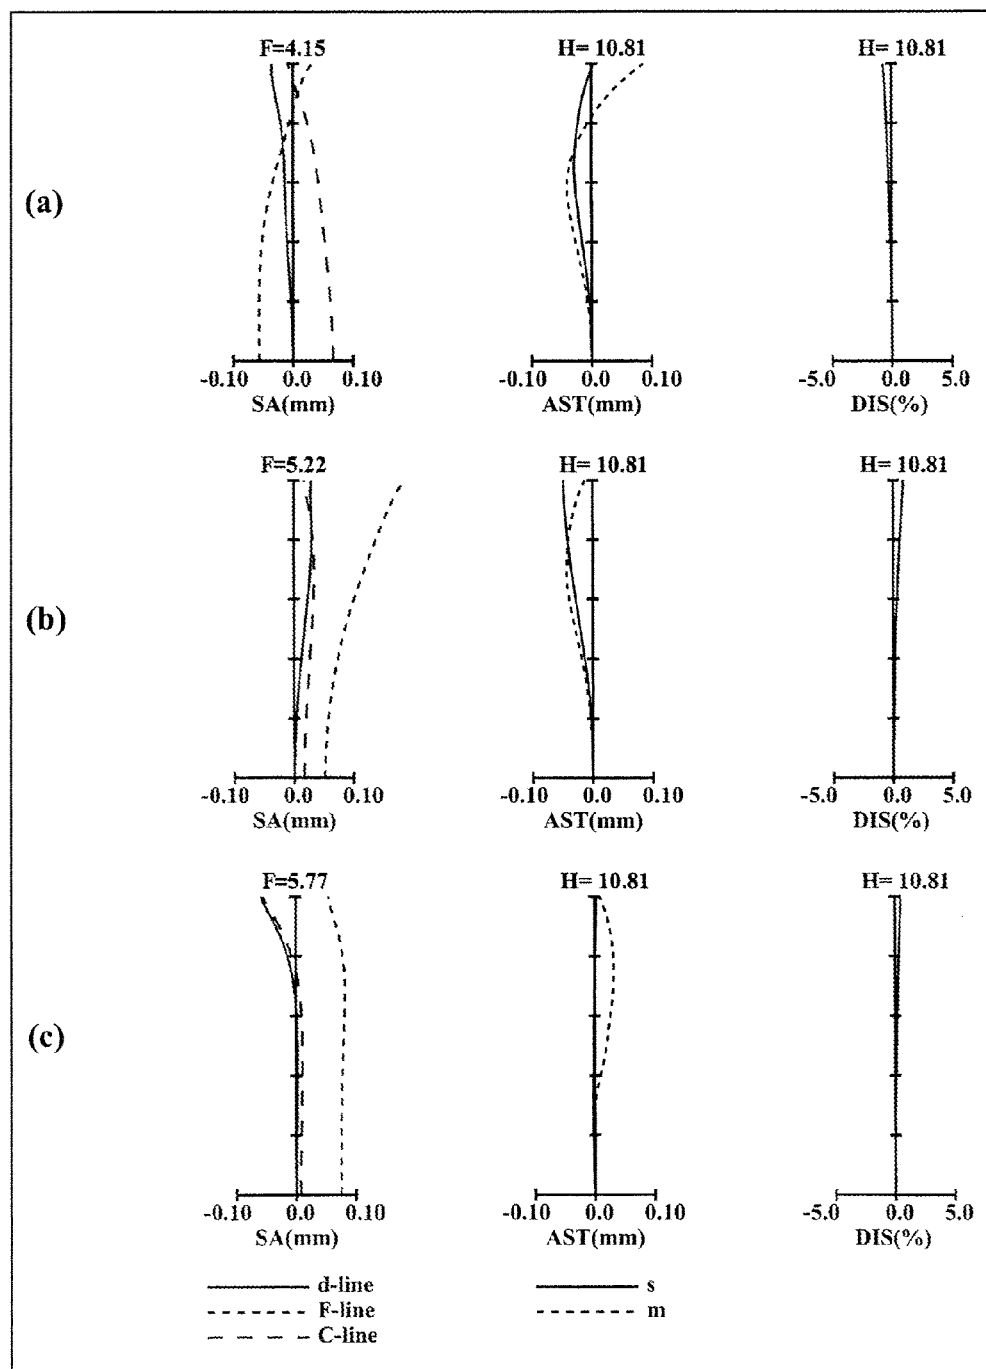 F=4.15 H= 10.81 H= 10.81
(a)
-0.10 0.0 0.10 -0.10 0.0 0.10 -5.0 0.0 5.0
SA(mm) AST(mm) DIS(%)
F=5.22 H= 10.81 H= 10.81
(b)
-0.10 0.0 0.10 -0.10 0.0 0.10 -5.0 0.0 5.0
SA(mm) AST(mm) DIS(%)
F=5.77 H= 10.81 H= 10.81
(c)
-0.10 0.0 0.10 -0.10 0.0 0.10 -5.0 0.0 5.0
SA(mm) AST(mm) DIS(%)
d-line s
F-line m
C-line